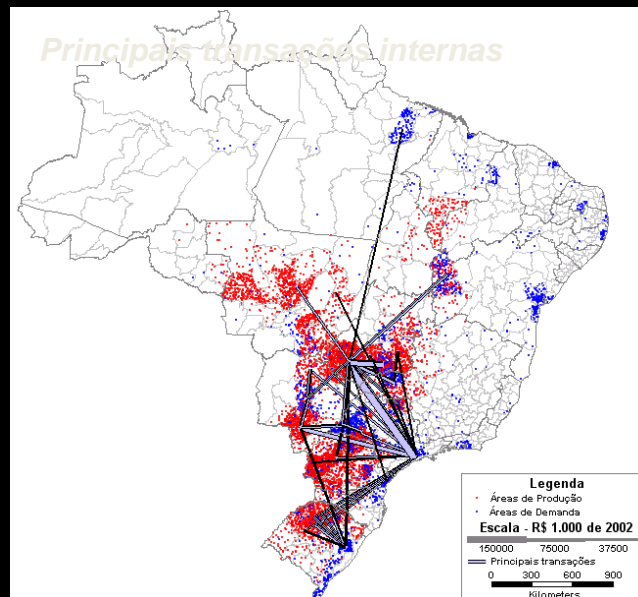 Principais transações internas
Legenda
Áreas de Produção
Áreas de Demanda
Escala - R$ 1.000 de 2002
150000 75000 37500
Principais transações
0 300 600 900
Kilometers